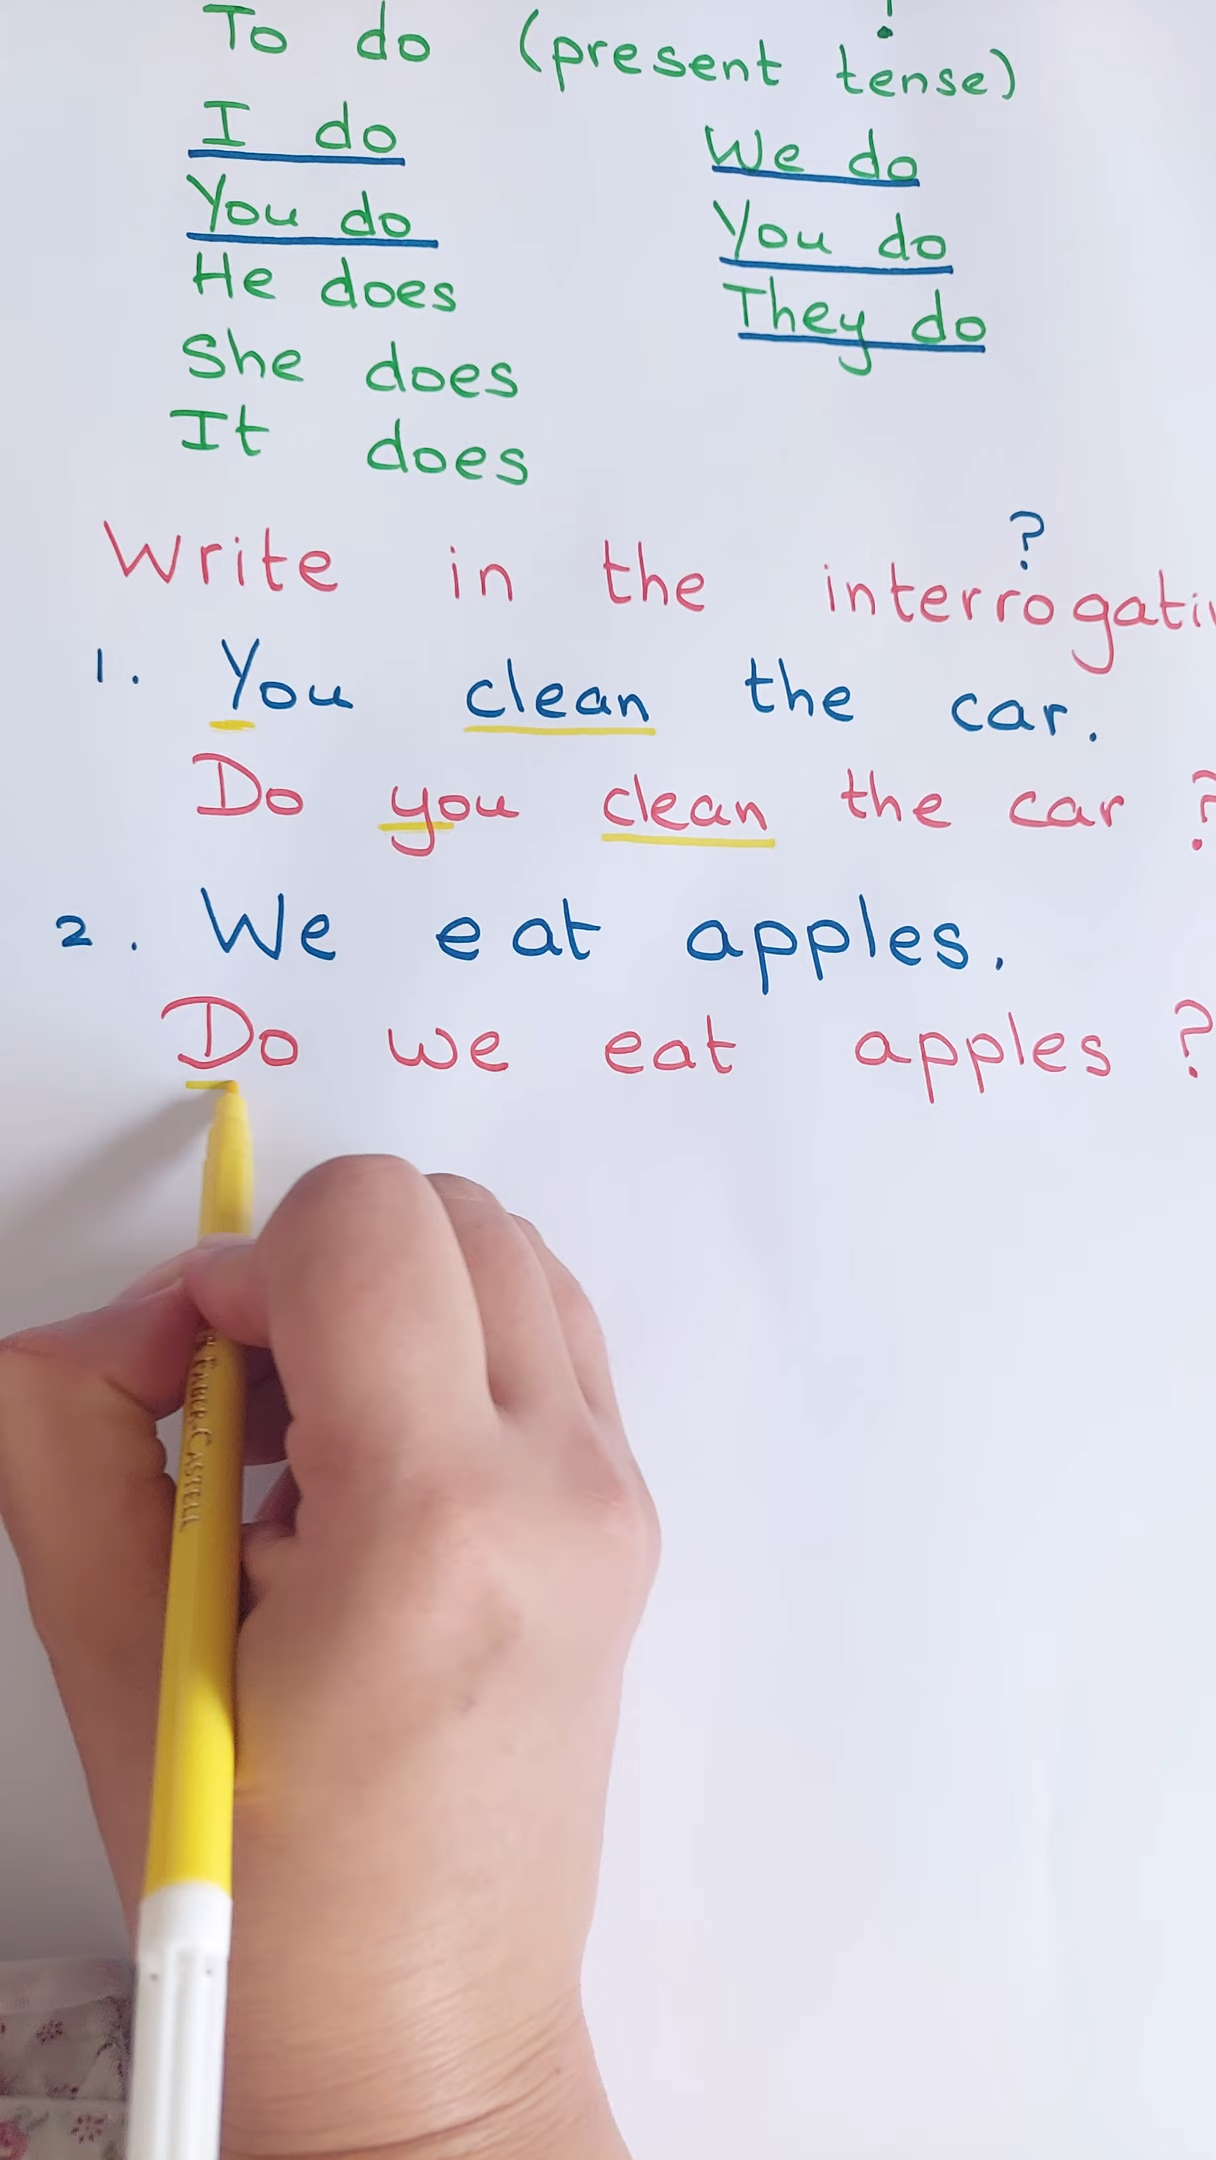 To do (present tense)
I do
You do
He does
She does
It does
We do
You do
They do
?
Write in the
1. You clean the car.
Do you clean the car ?
2. We eat apples.
Do we eat apples ?
FABER-CASTELL